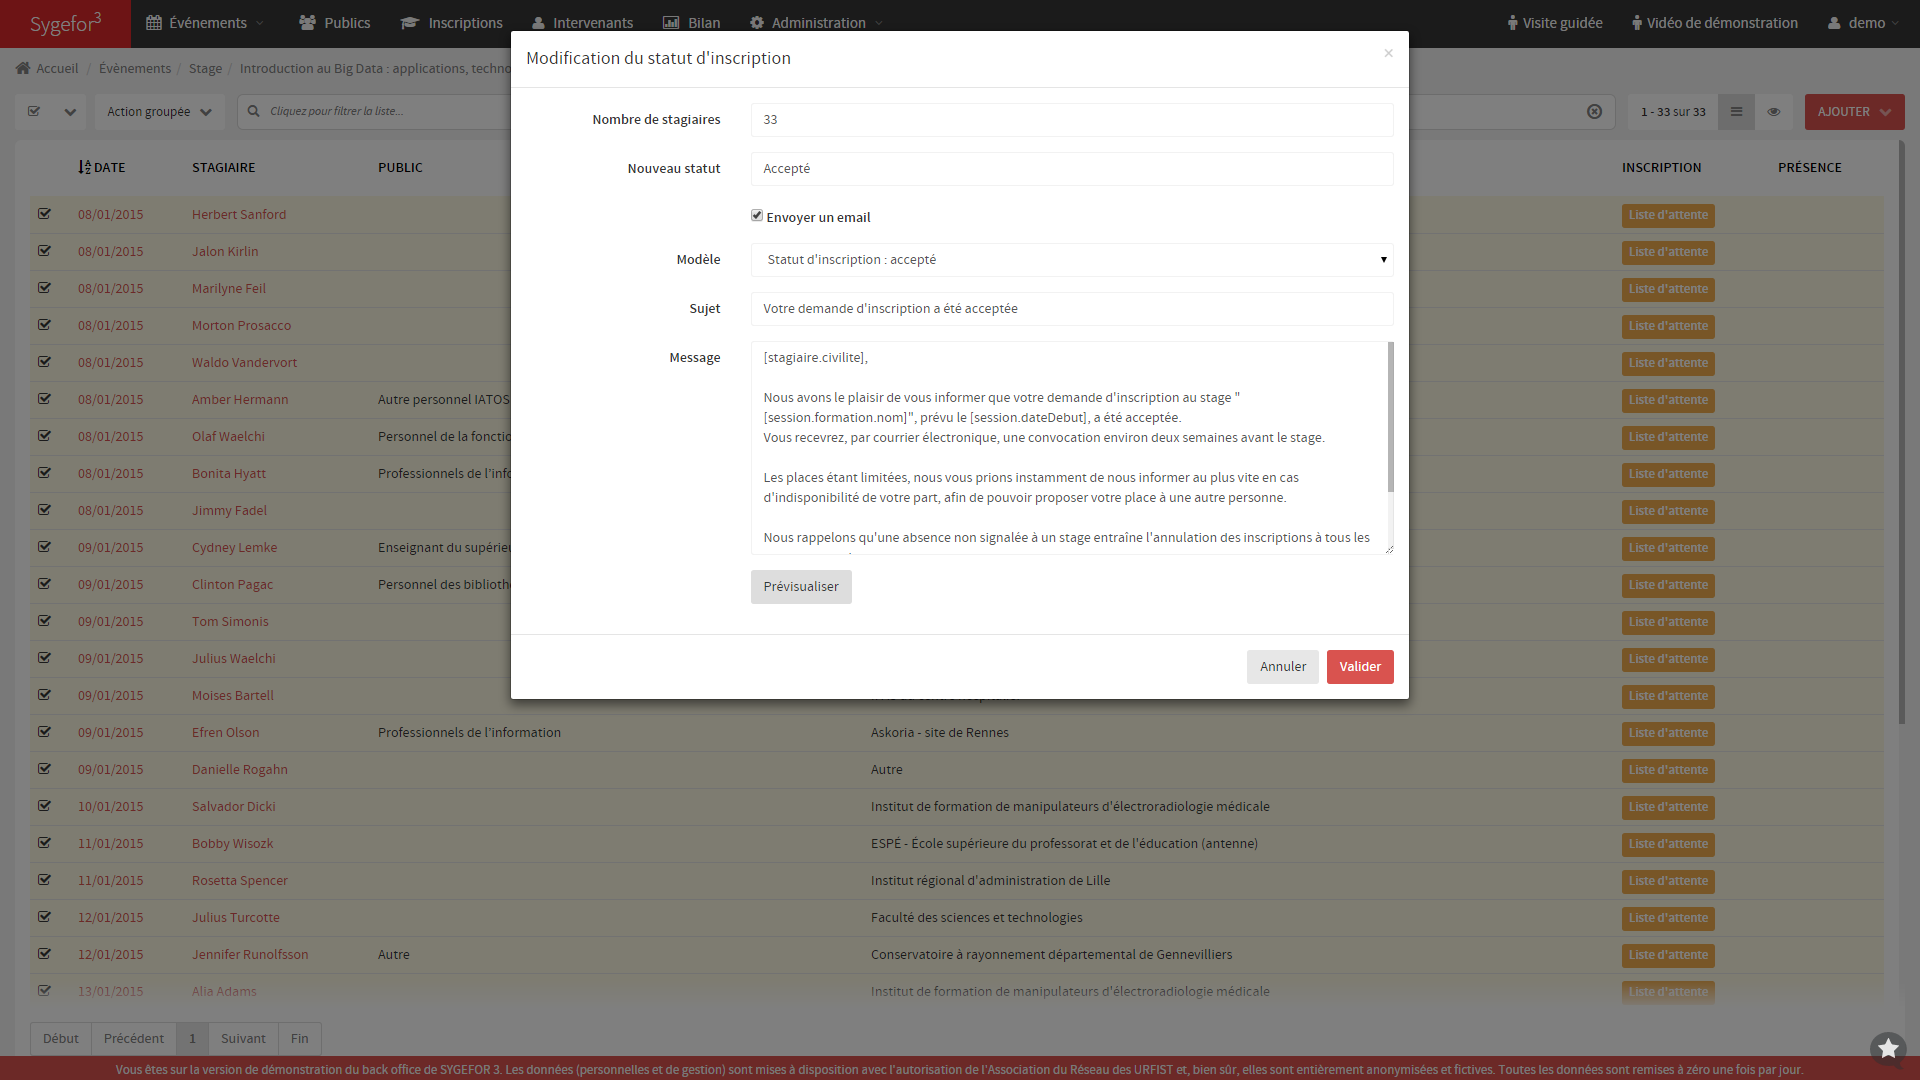 Sygefor3
Événements
Publics
Inscriptions
Intervenants
Bilan
Administration
Visite guidée
Vidéo de démonstration
demo
Accueil / Évènements / Stage / Introduction au Big Data : applications, techno
Action groupée
Cliquez pour filtrer la liste...
1 - 33 sur 33
AJOUTER
Modification du statut d'inscription
×
Nombre de stagiaires
33
Nouveau statut
Accepté
Envoyer un email
Modèle
Statut d'inscription : accepté
Sujet
Votre demande d'inscription a été acceptée
Message
[stagiaire.civilite],
Nous avons le plaisir de vous informer que votre demande d'inscription au stage "
[session.formation.nom]", prévu le [session.dateDebut], a été acceptée.
Vous recevrez, par courrier électronique, une convocation environ deux semaines avant le stage.
Les places étant limitées, nous vous prions instamment de nous informer au plus vite en cas
d'indisponibilité de votre part, afin de pouvoir proposer votre place à une autre personne.
Nous rappelons qu'une absence non signalée à un stage entraîne l'annulation des inscriptions à tous les
Prévisualiser
Annuler
Valider
DATE STAGIAIRE PUBLIC INSCRIPTION PRÉSENCE
08/01/2015 Herbert Sanford Liste d'attente
08/01/2015 Jalon Kirlin Liste d'attente
08/01/2015 Marilyne Feil Liste d'attente
08/01/2015 Morton Prosacco Liste d'attente
08/01/2015 Waldo Vandervort Liste d'attente
08/01/2015 Amber Hermann Autre personnel IATOS Liste d'attente
08/01/2015 Olaf Waelchi Personnel de la fonctio Liste d'attente
08/01/2015 Bonita Hyatt Professionnels de l'info Liste d'attente
08/01/2015 Jimmy Fadel Liste d'attente
09/01/2015 Cydney Lemke Enseignant du supérieu Liste d'attente
09/01/2015 Clinton Pagac Personnel des biblioth Liste d'attente
09/01/2015 Tom Simonis Liste d'attente
09/01/2015 Julius Waelchi Liste d'attente
09/01/2015 Moises Bartell Liste d'attente
09/01/2015 Efren Olson Professionnels de l'information Askoria - site de Rennes Liste d'attente
09/01/2015 Danielle Rogahn Autre Liste d'attente
10/01/2015 Salvador Dicki Institut de formation de manipulateurs d'électroradiologie médicale Liste d'attente
11/01/2015 Bobby Wisozk ESPÉ - École supérieure du professorat et de l'éducation (antenne) Liste d'attente
11/01/2015 Rosetta Spencer Institut régional d'administration de Lille Liste d'attente
12/01/2015 Julius Turcotte Faculté des sciences et technologies Liste d'attente
12/01/2015 Jennifer Runolfsson Autre Conservatoire à rayonnement départemental de Gennevilliers Liste d'attente
13/01/2015 Alia Adams Institut de formation de manipulateurs d'électroradiologie médicale Liste d'attente
Début Précédent 1 Suivant Fin
Vous êtes sur la version de démonstration du back office de SYGEFOR 3. Les données (personnelles et de gestion) sont mises à disposition avec l'autorisation de l'Association du Réseau des URFIST et, bien sûr, elles sont entièrement anonymisées et fictives. Toutes les données sont remises à zéro une fois par jour.